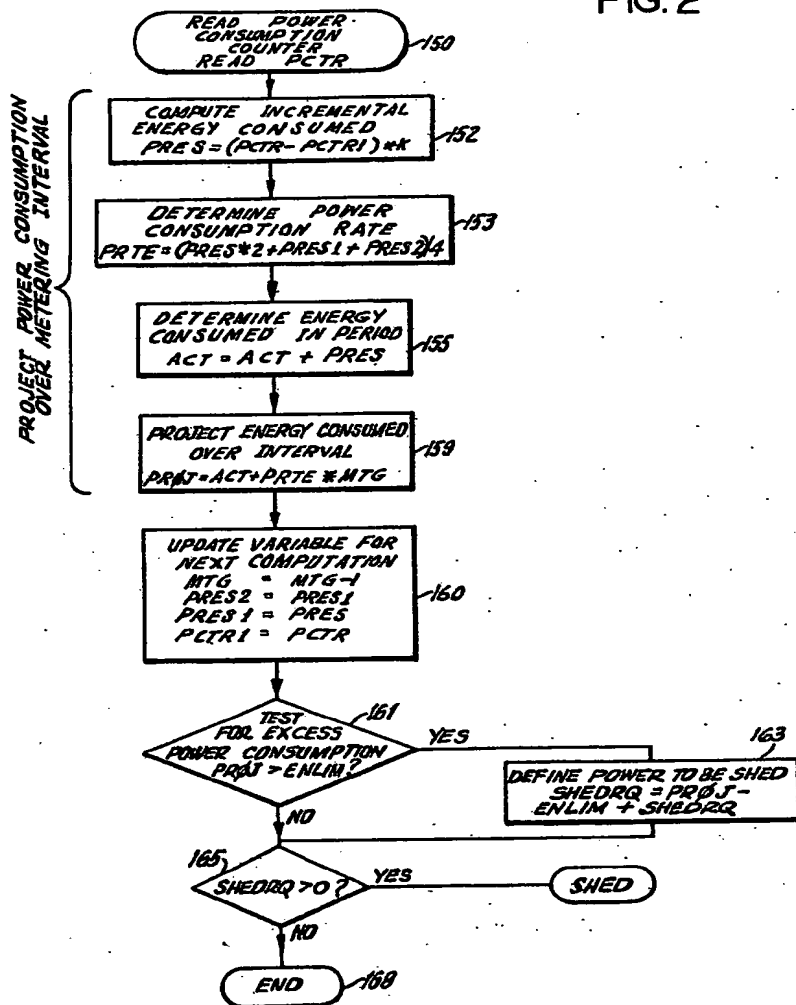 FIG. 2
READ POWER
CONSUMPTION
COUNTER
READ PCTR
150
PROJECT POWER CONSUMPTION
OVER METERING INTERVAL
COMPUTE INCREMENTAL
ENERGY CONSUMED
PRES = (PCTR - PCTR1) *K
152
DETERMINE POWER
CONSUMPTION RATE
PRTE = (PRES*2 + PRES1 + PRES2)/4
153
DETERMINE ENERGY
CONSUMED IN PERIOD
ACT = ACT + PRES
155
PROJECT ENERGY CONSUMED
OVER INTERVAL
PRØJ = ACT + PRTE * MTG
159
UPDATE VARIABLE FOR
NEXT COMPUTATION
MTG = MTG-1
PRES2 = PRES1
PRES1 = PRES
PCTR1 = PCTR
160
TEST
FOR EXCESS
POWER CONSUMPTION
PRØJ > ENLIM?
161
YES
163
DEFINE POWER TO BE SHED
SHEDRQ = PRØJ -
ENLIM + SHEDRQ
NO
165
SHEDRQ > 0?
YES
SHED
NO
END
168